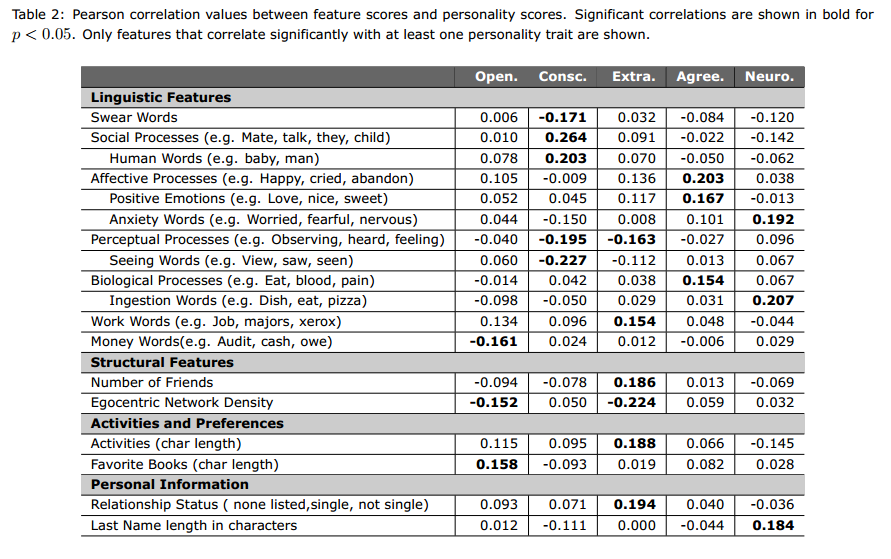 Table 2: Pearson correlation values between feature scores and personality scores. Significant correlations are shown in bold for
p < 0.05. Only features that correlate significantly with at least one personality trait are shown.
Open. Consc. Extra. Agree. Neuro.
Linguistic Features
Swear Words 0.006 -0.171 0.032 -0.084 -0.120
Social Processes (e.g. Mate, talk, they, child) 0.010 0.264 0.091 -0.022 -0.142
Human Words (e.g. baby, man) 0.078 0.203 0.070 -0.050 -0.062
Affective Processes (e.g. Happy, cried, abandon) 0.105 -0.009 0.136 0.203 0.038
Positive Emotions (e.g. Love, nice, sweet) 0.052 0.045 0.117 0.167 -0.013
Anxiety Words (e.g. Worried, fearful, nervous) 0.044 -0.150 0.008 0.101 0.192
Perceptual Processes (e.g. Observing, heard, feeling) -0.040 -0.195 -0.163 -0.027 0.096
Seeing Words (e.g. View, saw, seen) 0.060 -0.227 -0.112 0.013 0.067
Biological Processes (e.g. Eat, blood, pain) -0.014 0.042 0.038 0.154 0.067
Ingestion Words (e.g. Dish, eat, pizza) -0.098 -0.050 0.029 0.031 0.207
Work Words (e.g. Job, majors, xerox) 0.134 0.096 0.154 0.048 -0.044
Money Words(e.g. Audit, cash, owe) -0.161 0.024 0.012 -0.006 0.029
Structural Features
Number of Friends -0.094 -0.078 0.186 0.013 -0.069
Egocentric Network Density -0.152 0.050 -0.224 0.059 0.032
Activities and Preferences
Activities (char length) 0.115 0.095 0.188 0.066 -0.145
Favorite Books (char length) 0.158 -0.093 0.019 0.082 0.028
Personal Information
Relationship Status ( none listed,single, not single) 0.093 0.071 0.194 0.040 -0.036
Last Name length in characters 0.012 -0.111 0.000 -0.044 0.184